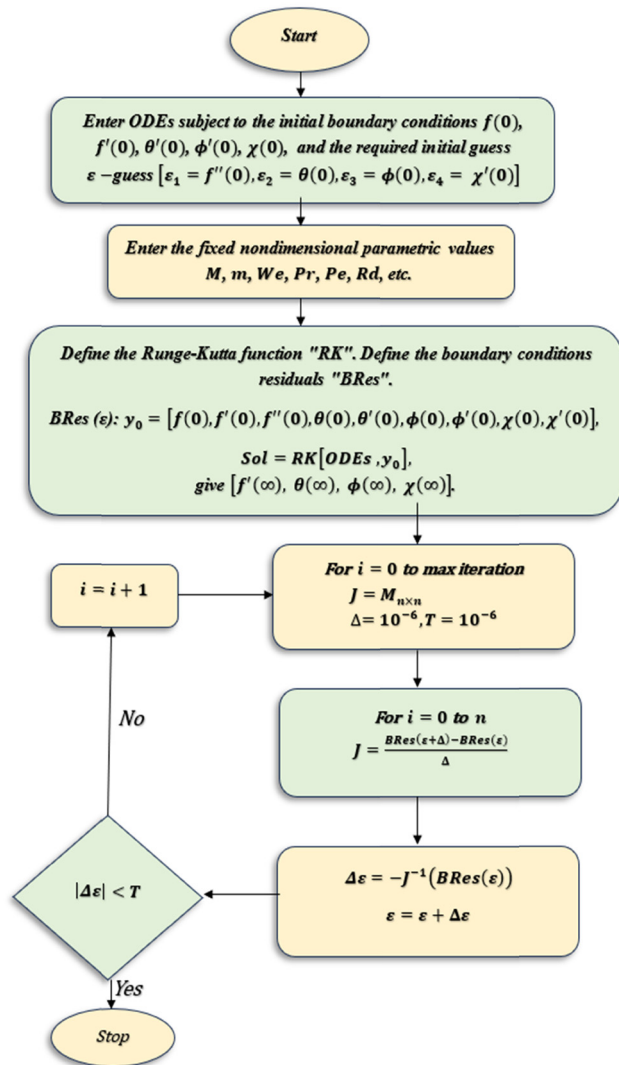 Start
Enter ODEs subject to the initial boundary conditions f(0),
f′(0), θ′(0), ϕ′(0), χ(0), and the required initial guess
ε −guess [ε₁ = f′′(0), ε₂ = θ(0), ε₃ = ϕ(0), ε₄ = χ′(0)]
Enter the fixed nondimensional parametric values
M, m, We, Pr, Pe, Rd, etc.
Define the Runge-Kutta function "RK". Define the boundary conditions
residuals "BRes".
BRes (ε): y₀ = [f(0), f′(0), f′′(0), θ(0), θ′(0), ϕ(0), ϕ′(0), χ(0), χ′(0)],
Sol = RK[ODEs , y₀],
give [f′(∞), θ(∞), ϕ(∞), χ(∞)].
For i = 0 to max iteration
J = Mₙₓₙ
Δ= 10⁻⁶, T = 10⁻⁶
i = i + 1
For i = 0 to n
J = BRes(ε+Δ)−BRes(ε)
Δ
No
Δε = −J⁻¹(BRes(ε))
ε = ε + Δε
|Δε| < T
Yes
Stop